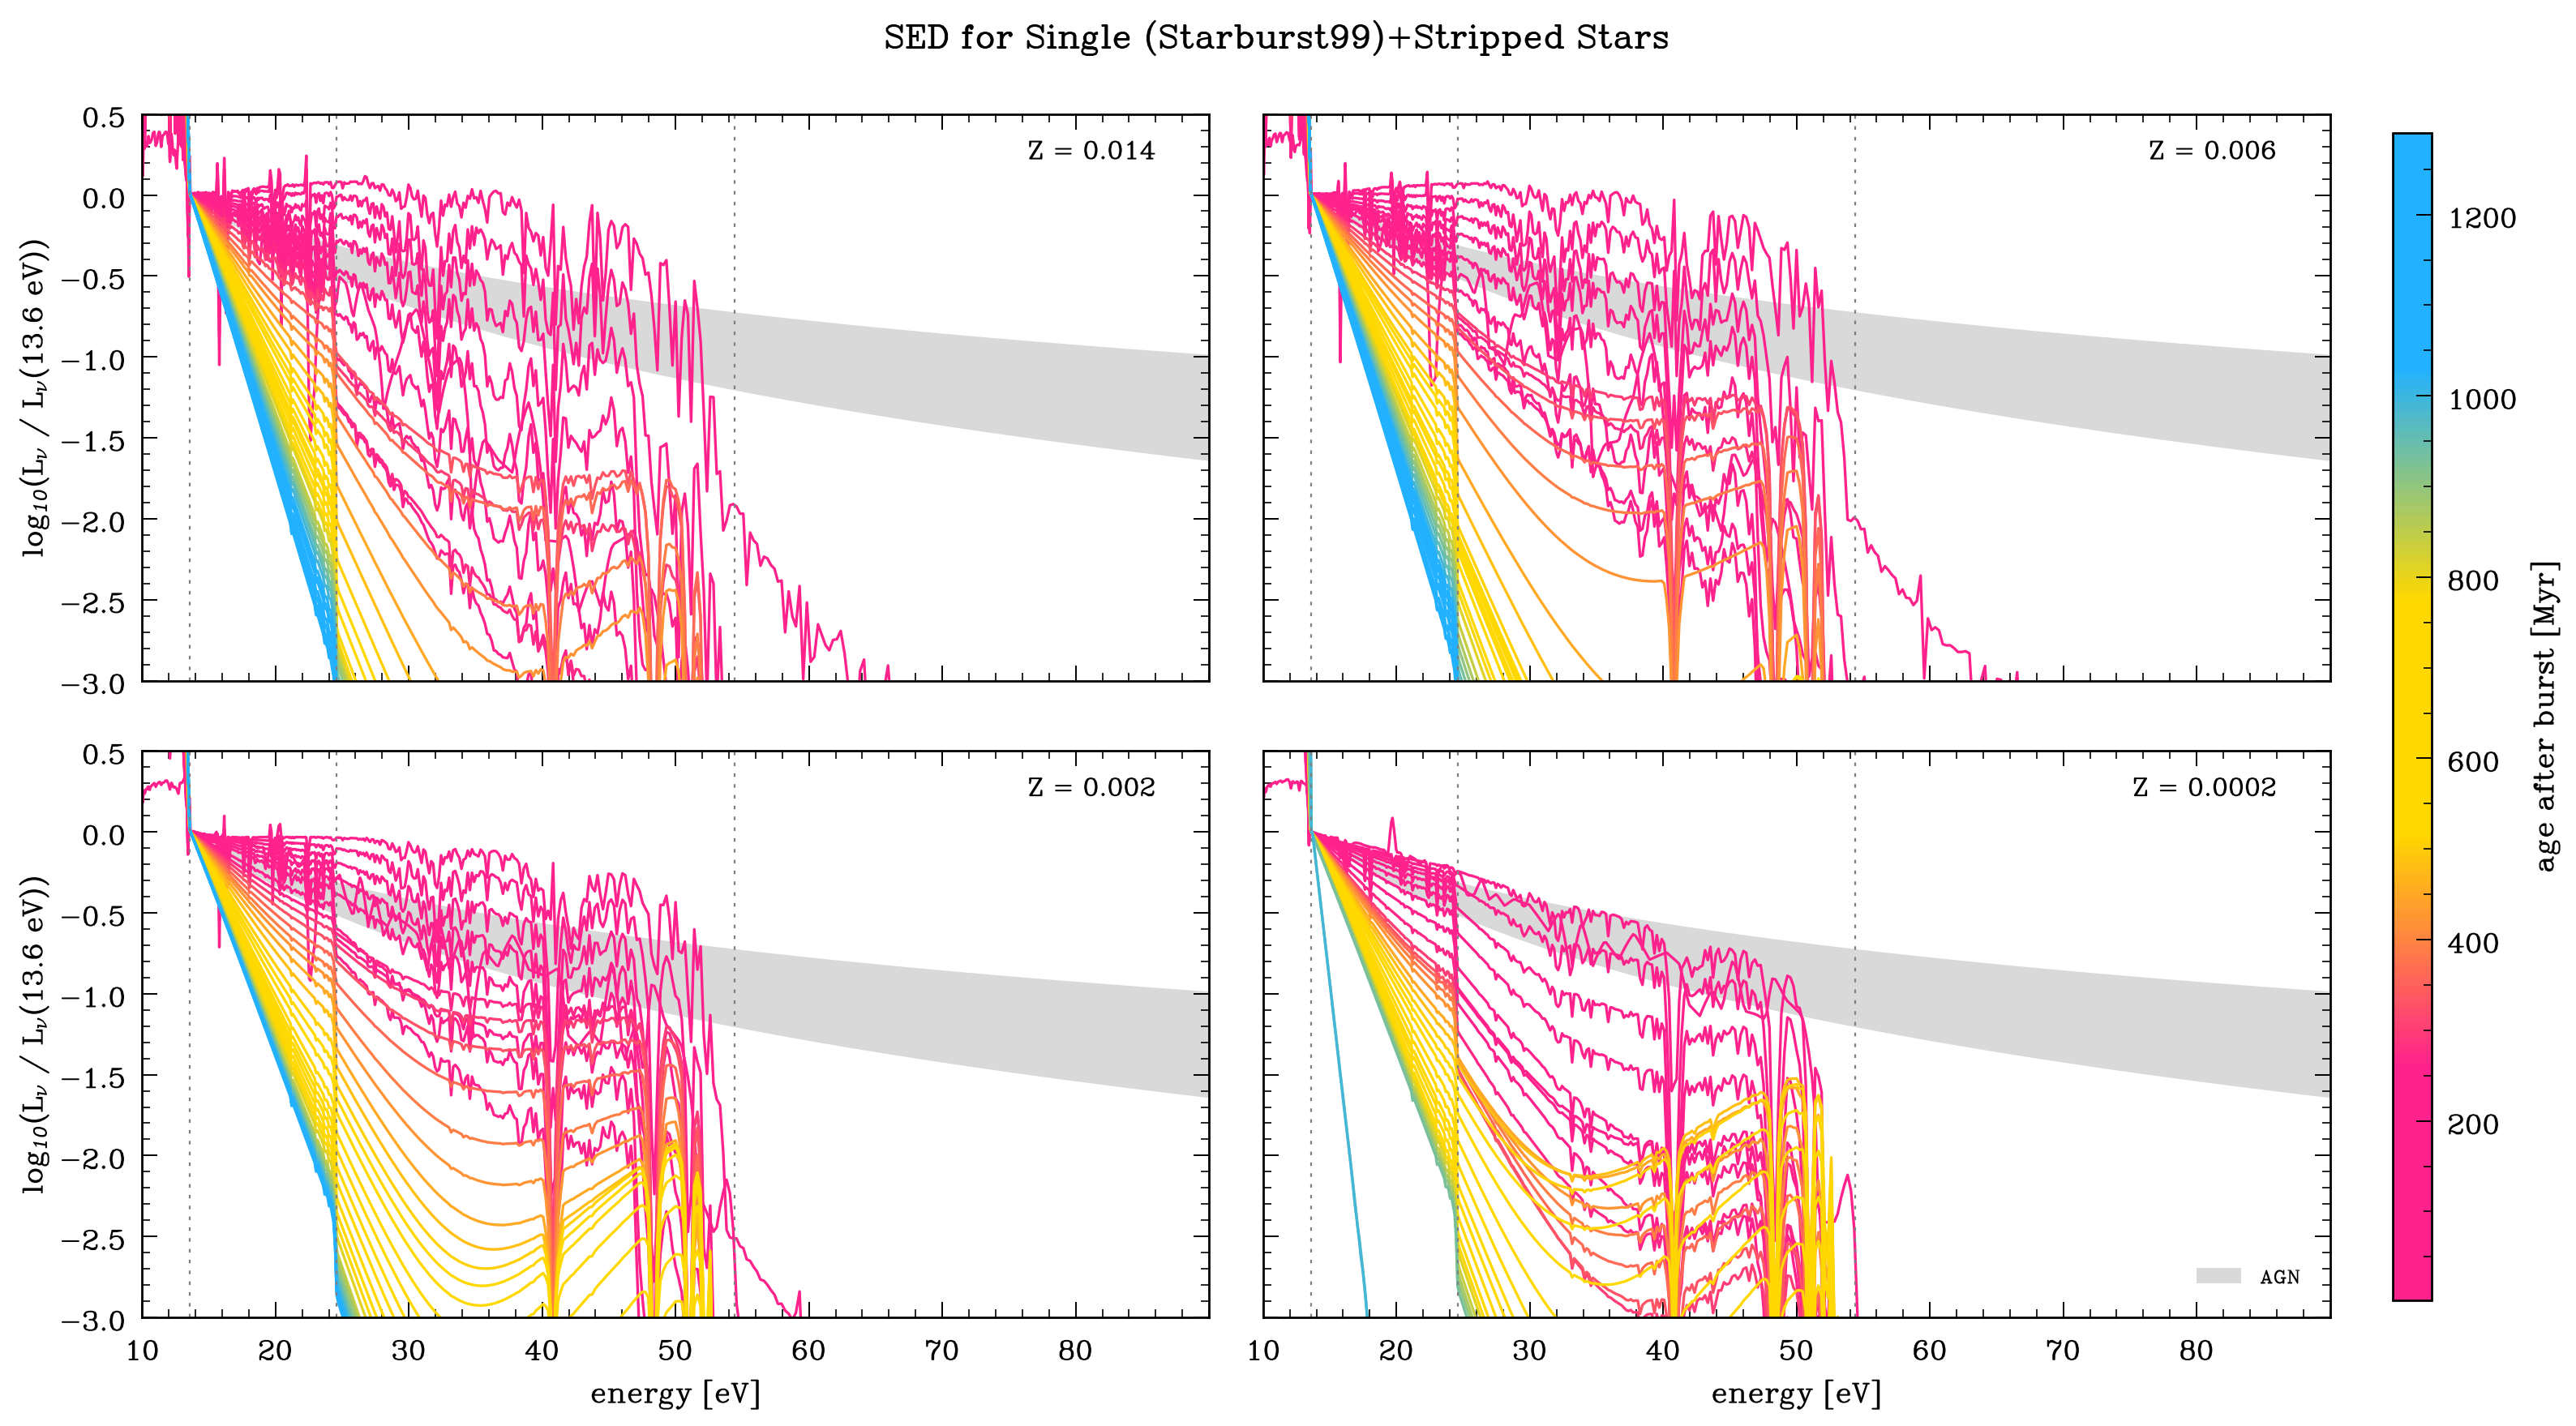 SED for Single (Starburst99)+Stripped Stars
Z = 0.014
0.5
0.0
−0.5
−1.0
−1.5
−2.0
−2.5
−3.0
log₁₀(Lᵥ / Lᵥ(13.6 eV))
Z = 0.006
Z = 0.002
0.5
0.0
−0.5
−1.0
−1.5
−2.0
−2.5
−3.0
log₁₀(Lᵥ / Lᵥ(13.6 eV))
10 20 30 40 50 60 70 80
energy [eV]
Z = 0.0002
AGN
10 20 30 40 50 60 70 80
energy [eV]
1200
1000
800
600
400
200
age after burst [Myr]